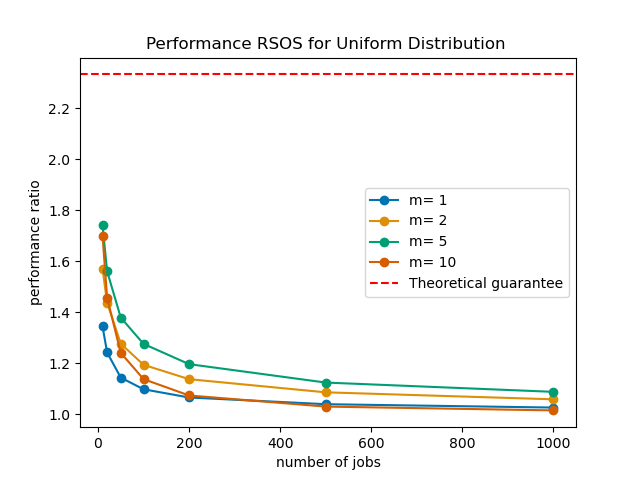 Performance RSOS for Uniform Distribution
performance ratio
2.2
2.0
1.8
1.6
1.4
1.2
1.0
m= 1
m= 2
m= 5
m= 10
Theoretical guarantee
0 200 400 600 800 1000
number of jobs